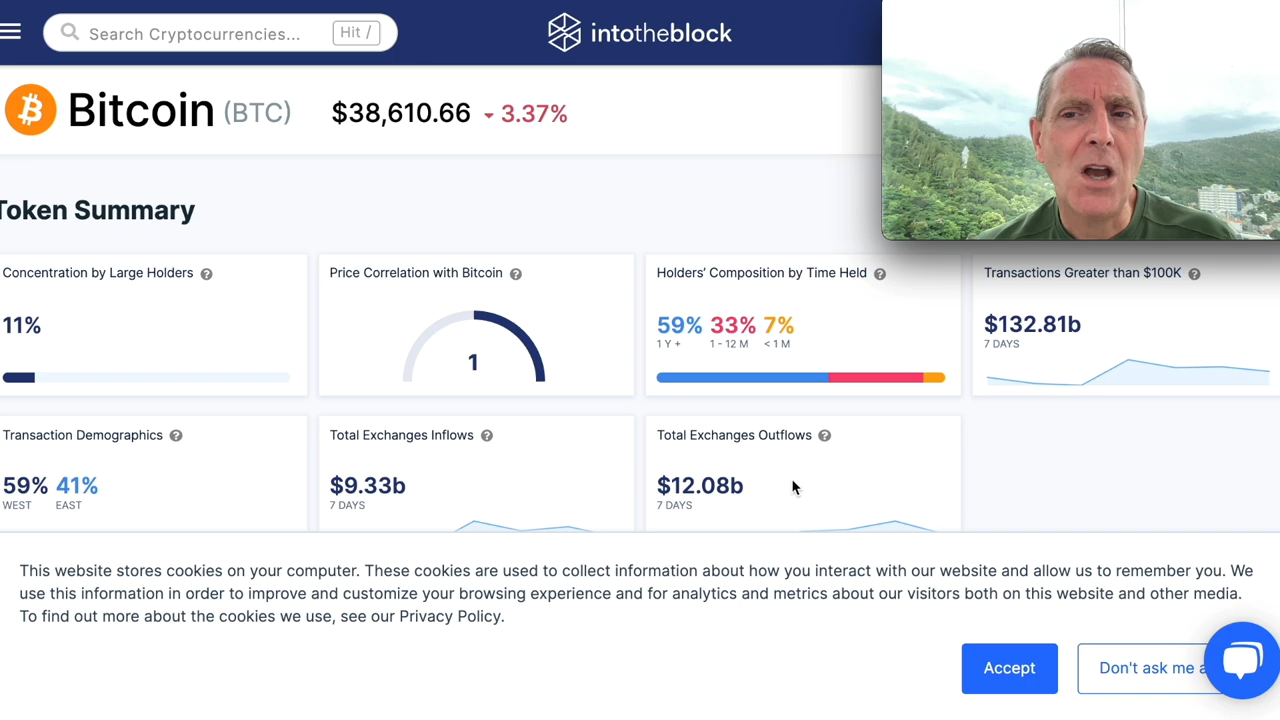 Search Cryptocurrencies...
Hit /
intotheblock
Bitcoin (BTC) $38,610.66 3.37%
Token Summary
Concentration by Large Holders ?
11%
Price Correlation with Bitcoin ?
1
Holders' Composition by Time Held ?
59% 33% 7%
1 Y + 1 - 12 M < 1 M
Transactions Greater than $100K ?
$132.81b
7 DAYS
Transaction Demographics ?
59% 41%
WEST EAST
Total Exchanges Inflows ?
$9.33b
7 DAYS
Total Exchanges Outflows ?
$12.08b
7 DAYS
This website stores cookies on your computer. These cookies are used to collect information about how you interact with our website and allow us to remember you. We
use this information in order to improve and customize your browsing experience and for analytics and metrics about our visitors both on this website and other media.
To find out more about the cookies we use, see our Privacy Policy.
Accept
Don't ask me